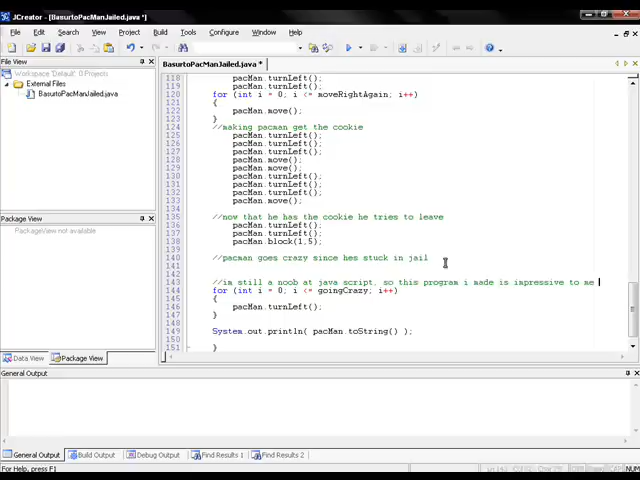 JCreator - [BasurtoPacManJailed.java *]
File Edit View Project Build Tools Configure Window Help
File View
BasurtoPacManJailed.java *
Workspace 'Default': 0 Projects
External Files
BasurtoPacManJailed.java
Package View
PackageView not available
Data View Package View
118 pacMan.turnLeft();
119 pacMan.turnLeft();
120 for (int i = 0; i <= moveRightAgain; i++)
121 {
122 pacMan.move();
123 }
124 //making pacman get the cookie
125 pacMan.turnLeft();
126 pacMan.turnLeft();
127 pacMan.turnLeft();
128 pacMan.move();
129 pacMan.move();
130 pacMan.turnLeft();
131 pacMan.turnLeft();
132 pacMan.turnLeft();
133 pacMan.move();
134
135 //now that he has the cookie he tries to leave
136 pacMan.turnLeft();
137 pacMan.turnLeft();
138 pacMan.block(1,5);
139
140 //pacman goes crazy since hes stuck in jail
141
142
143 //im still a noob at java script, so this program i made is impressive to me
144 for (int i = 0; i <= goingCrazy; i++)
145 {
146 pacMan.turnLeft();
147 }
148
149 System.out.println( pacMan.toString() );
150
151 }
General Output
General Output Build Output Debug Output Find Results 1 Find Results 2
For Help, press F1
NUM